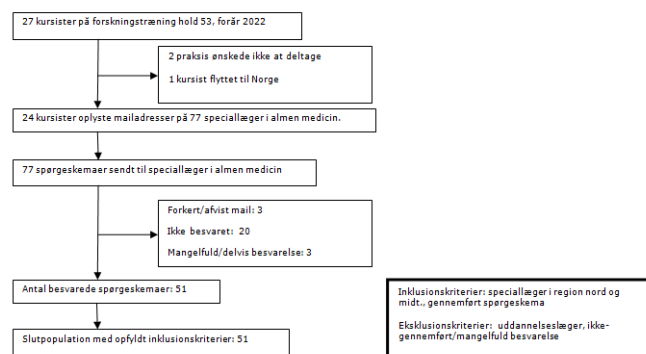 27 kursister på forskningstræning hold 53, forår 2022
2 praksis ønskede ikke at deltage
1 kursist flyttet til Norge
24 kursister oplyste mailadresser på 77 speciallæger i almen medicin.
77 spørgeskemaer sendt til speciallæger i almen medicin
Forkert/afvist mail: 3
Ikke besvaret: 20
Mangelfuld/delvis besvarelse: 3
Antal besvarede spørgeskemaer: 51
Slutpopulation med opfyldt inklusionskriterier: 51
Inklusionskriterier: speciallæger i region nord og
midt., gennemført spørgeskema
Eksklusionskriterier: uddannelseslæger, ikke-
gennemført/mangelfuld besvarelse